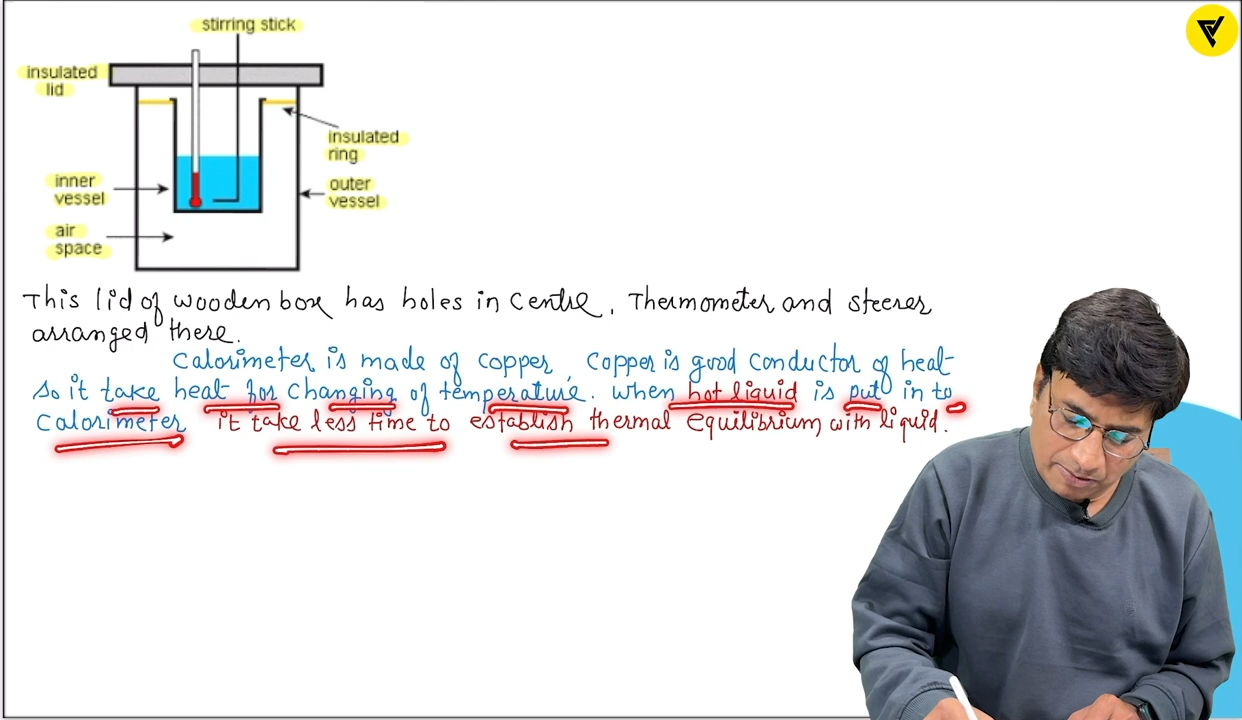 stirring stick
insulated
lid
insulated
ring
inner
vessel
outer
vessel
air
space
This lid of wooden box has holes in Centre. Thermometer and steerer
arranged there.
Calorimeter is made of copper, Copper is good conductor of heat
so it take heat for Changing of temperature. When hot liquid is put in to
Calorimeter it take less time to establish thermal equilibrium with liquid.